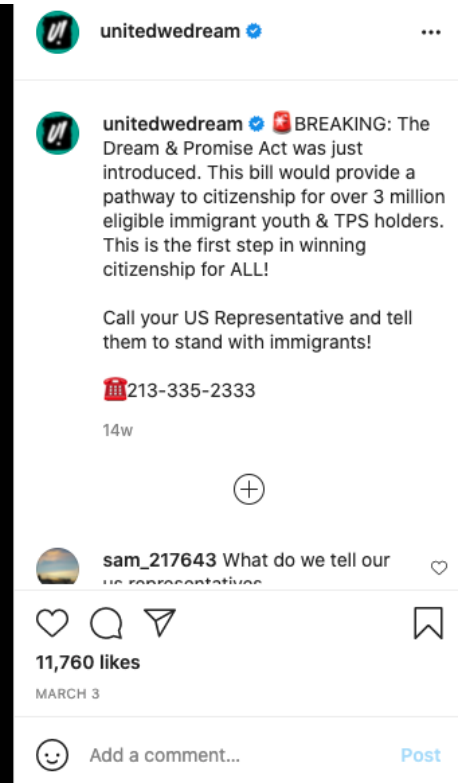 unitedwedream
unitedwedream 🚨BREAKING: The
Dream & Promise Act was just
introduced. This bill would provide a
pathway to citizenship for over 3 million
eligible immigrant youth & TPS holders.
This is the first step in winning
citizenship for ALL!
Call your US Representative and tell
them to stand with immigrants!
☎️213-335-2333
14w
sam_217643 What do we tell our
us representatives
11,760 likes
MARCH 3
Add a comment...
Post